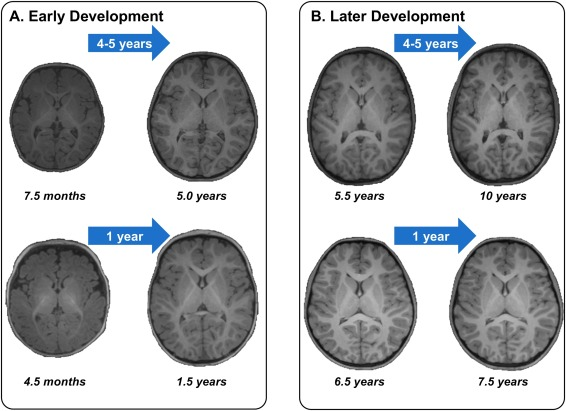 A. Early Development
4-5 years
7.5 months
5.0 years
1 year
4.5 months
1.5 years
B. Later Development
4-5 years
5.5 years
10 years
1 year
6.5 years
7.5 years